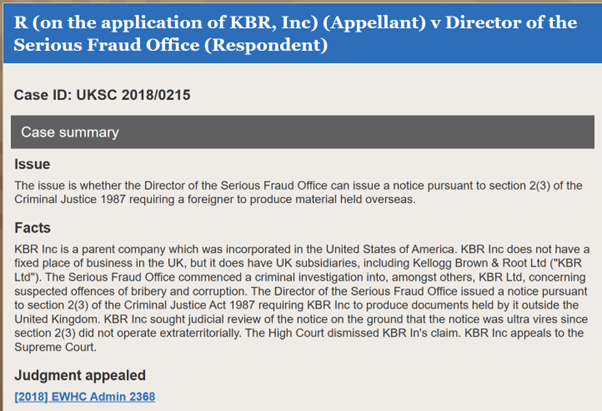 R (on the application of KBR, Inc) (Appellant) v Director of the
Serious Fraud Office (Respondent)
Case ID: UKSC 2018/0215
Case summary
Issue
The issue is whether the Director of the Serious Fraud Office can issue a notice pursuant to section 2(3) of the
Criminal Justice 1987 requiring a foreigner to produce material held overseas.
Facts
KBR Inc is a parent company which was incorporated in the United States of America. KBR Inc does not have a
fixed place of business in the UK, but it does have UK subsidiaries, including Kellogg Brown & Root Ltd ("KBR
Ltd"). The Serious Fraud Office commenced a criminal investigation into, amongst others, KBR Ltd, concerning
suspected offences of bribery and corruption. The Director of the Serious Fraud Office issued a notice pursuant
to section 2(3) of the Criminal Justice Act 1987 requiring KBR Inc to produce documents held by it outside the
United Kingdom. KBR Inc sought judicial review of the notice on the ground that the notice was ultra vires since
section 2(3) did not operate extraterritorially. The High Court dismissed KBR In's claim. KBR Inc appeals to the
Supreme Court.
Judgment appealed
[2018] EWHC Admin 2368